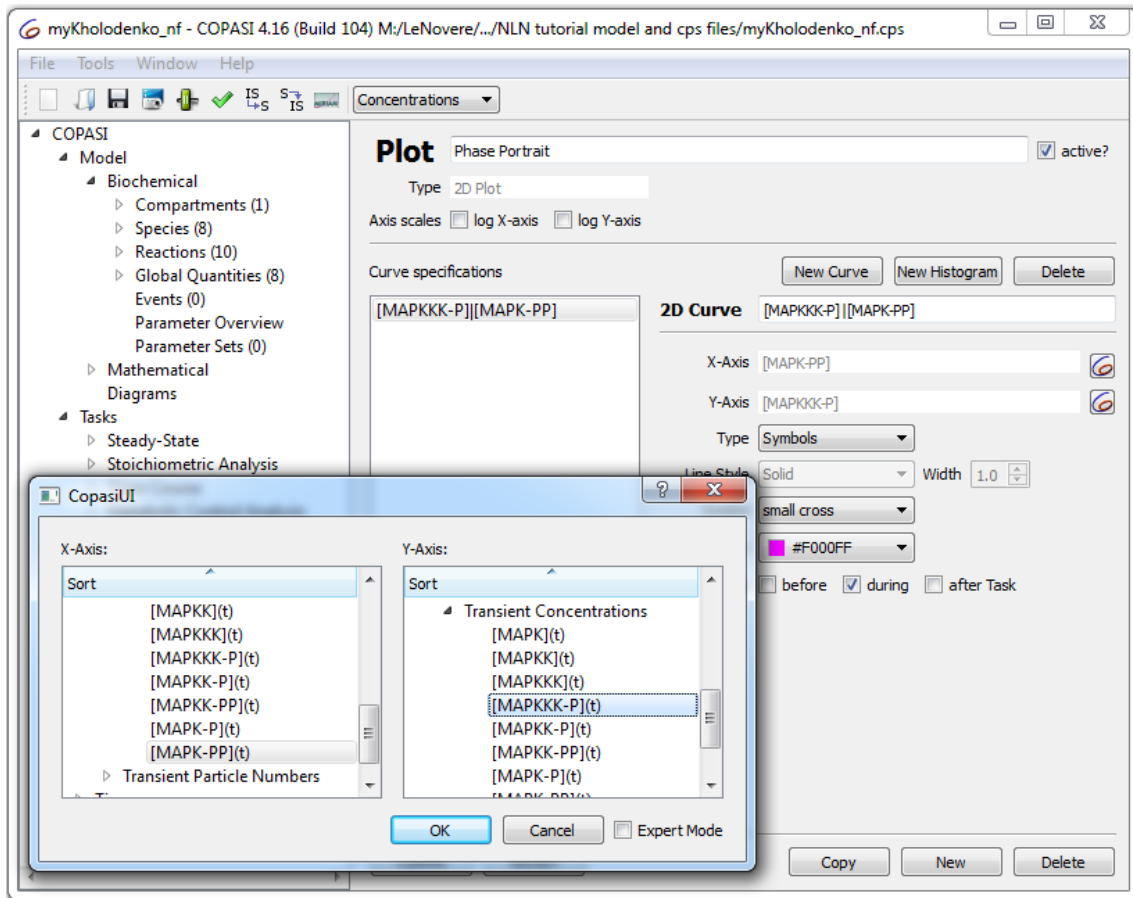 myKholodenko_nf - COPASI 4.16 (Build 104) M:/LeNovere/.../NLN tutorial model and cps files/myKholodenko_nf.cps
File Tools Window Help
Concentrations
COPASI
Model
Biochemical
Compartments (1)
Species (8)
Reactions (10)
Global Quantities (8)
Events (0)
Parameter Overview
Parameter Sets (0)
Mathematical
Diagrams
Tasks
Steady-State
Stoichiometric Analysis
Plot Phase Portrait active?
Type 2D Plot
Axis scales log X-axis log Y-axis
Curve specifications New Curve New Histogram Delete
[MAPKKK-P]|[MAPK-PP]
2D Curve [MAPKKK-P]|[MAPK-PP]
X-Axis [MAPK-PP]
Y-Axis [MAPKKK-P]
Type Symbols
Line Style Solid Width 1.0
small cross
#F000FF
before during after Task
CopasiUI
X-Axis:
Sort
[MAPKK](t)
[MAPKKK](t)
[MAPKKK-P](t)
[MAPKK-P](t)
[MAPKK-PP](t)
[MAPK-P](t)
[MAPK-PP](t)
Transient Particle Numbers
Y-Axis:
Sort
Transient Concentrations
[MAPK](t)
[MAPKK](t)
[MAPKKK](t)
[MAPKKK-P](t)
[MAPKK-P](t)
[MAPKK-PP](t)
[MAPK-P](t)
[MAPK-PP](t)
OK Cancel Expert Mode
Copy New Delete